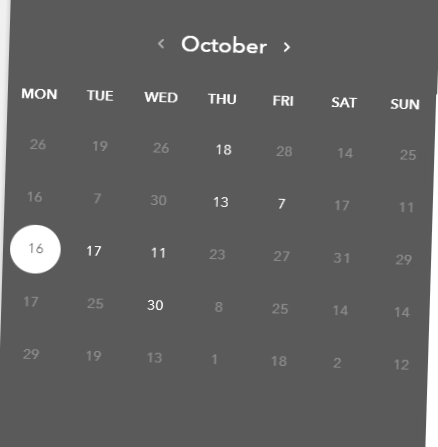 ‹ October ›
MON TUE WED THU FRI SAT SUN
26 19 26 18 28 14 25
16 7 30 13 7 17 11
16 17 11 23 27 31 29
17 25 30 8 25 14 14
29 19 13 1 18 2 12